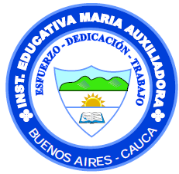 INST. EDUCATIVA MARIA AUXILIADORA
ESFUERZO - DEDICACIÓN - TRABAJO
BUENOS AIRES - CAUCA